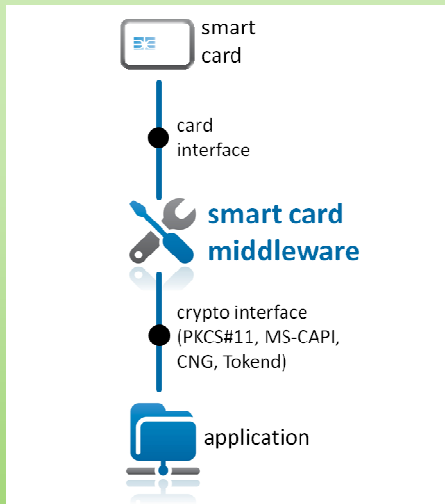 smart
card
card
interface
smart card
middleware
crypto interface
(PKCS#11, MS-CAPI,
CNG, Tokend)
application